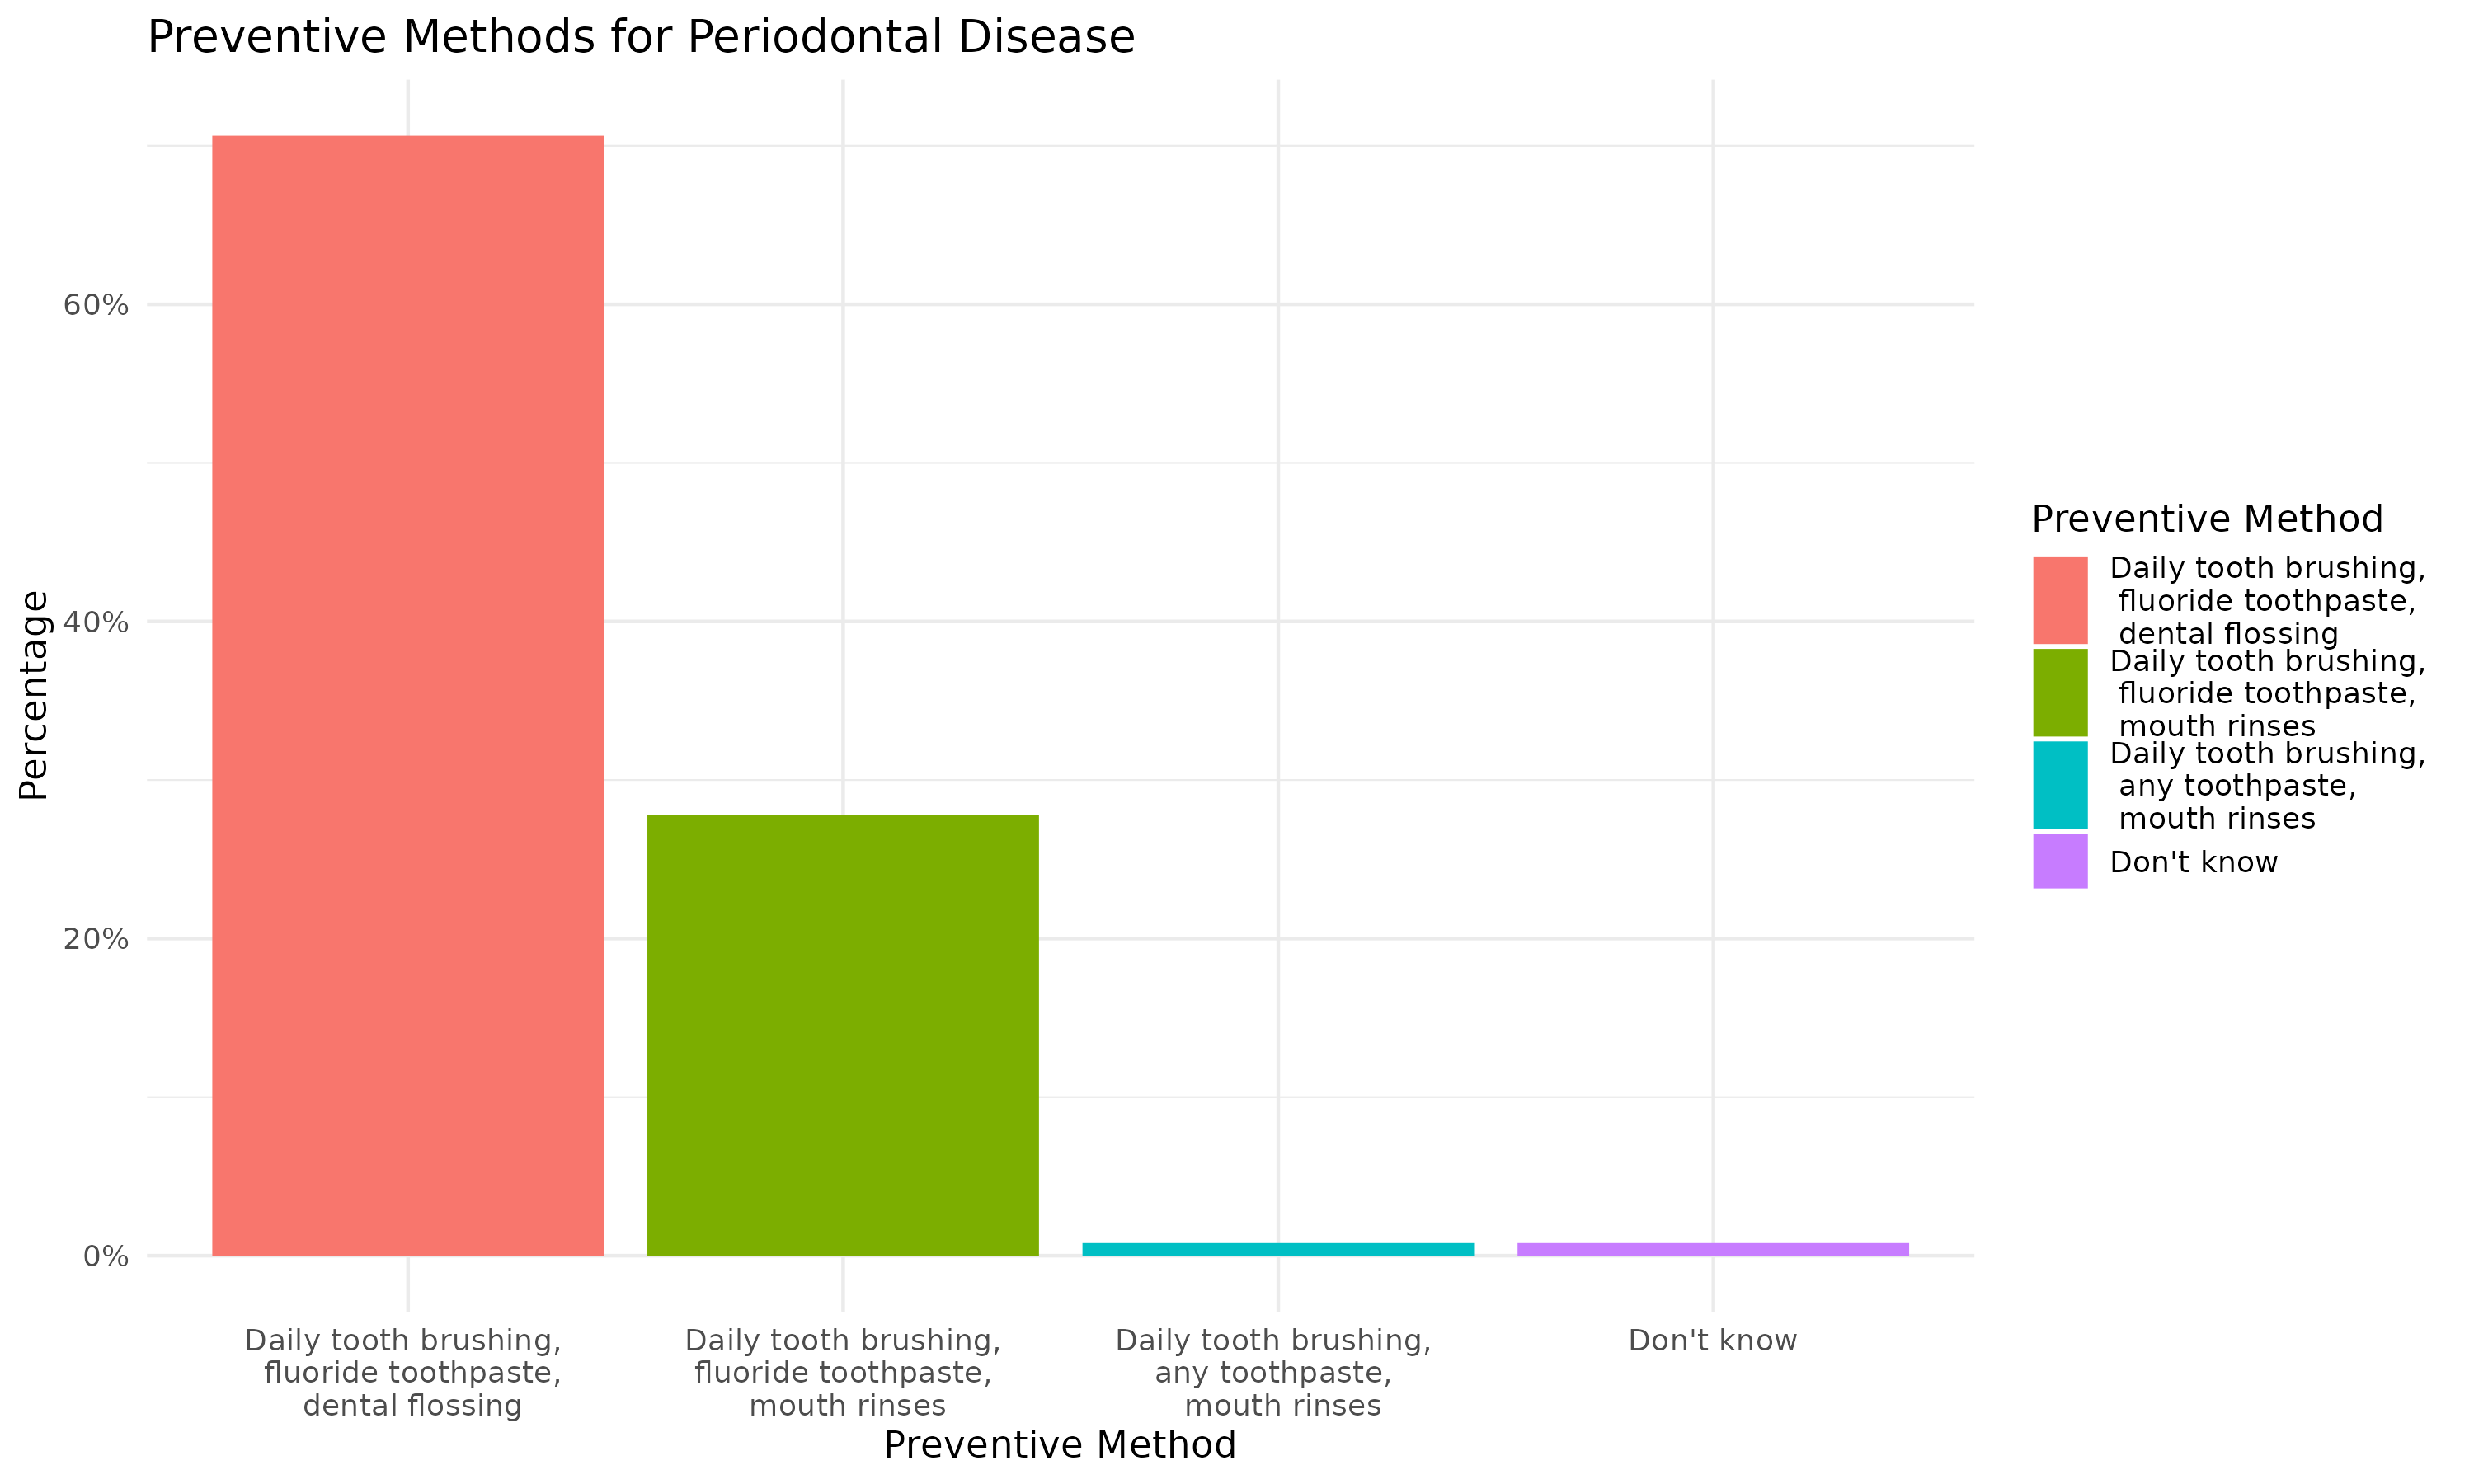 Preventive Methods for Periodontal Disease
Percentage
60%
40%
20%
0%
Daily tooth brushing,
fluoride toothpaste,
dental flossing
Daily tooth brushing,
fluoride toothpaste,
mouth rinses
Daily tooth brushing,
any toothpaste,
mouth rinses
Don't know
Preventive Method
Preventive Method
Daily tooth brushing,
fluoride toothpaste,
dental flossing
Daily tooth brushing,
fluoride toothpaste,
mouth rinses
Daily tooth brushing,
any toothpaste,
mouth rinses
Don't know